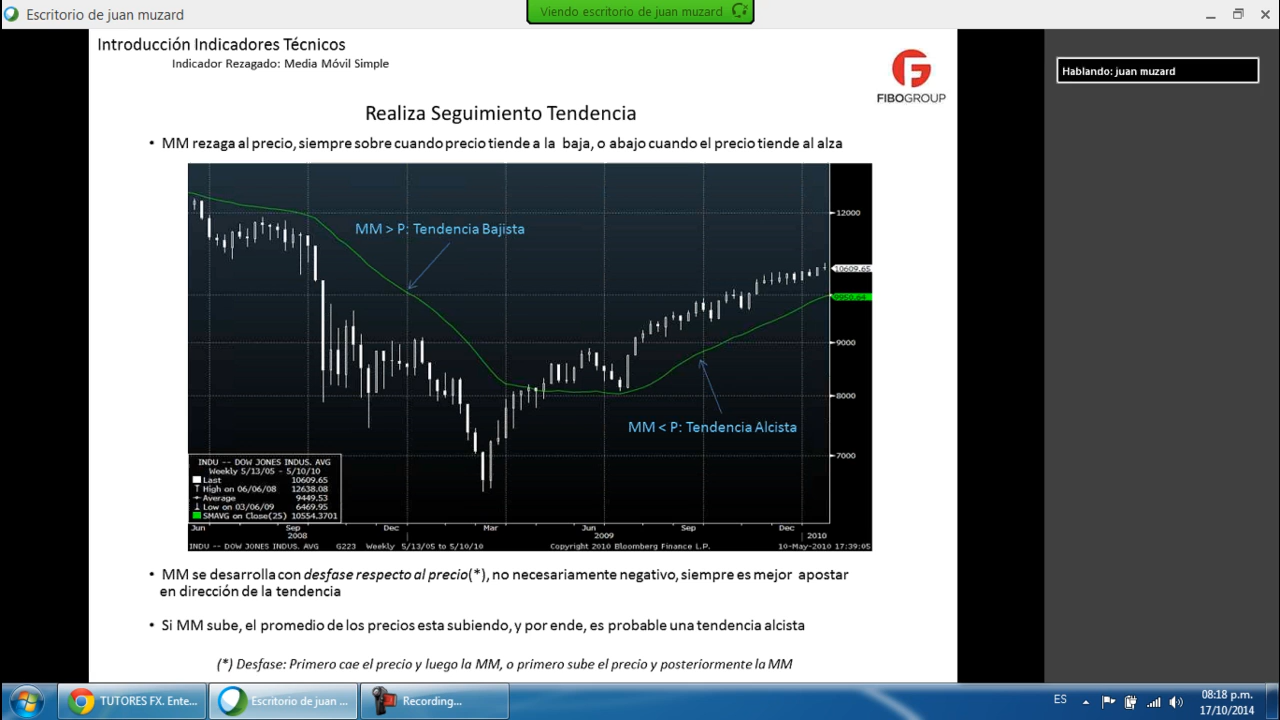 Escritorio de juan muzard
Viendo escritorio de juan muzard
Introducción Indicadores Técnicos
Indicador Rezagado: Media Móvil Simple
FIBOGROUP
Hablando: juan muzard
Realiza Seguimiento Tendencia
• MM rezaga al precio, siempre sobre cuando precio tiende a la baja, o abajo cuando el precio tiende al alza
MM > P: Tendencia Bajista
MM < P: Tendencia Alcista
12000
10609.65
9000
8000
7000
INDU -- DOW JONES INDUS. AVG
Weekly 5/13/05 - 5/10/10
Last 10609.65
High on 06/06/08 12638.08
Average 9449.53
Low on 03/06/09 6469.95
SMAVG on Close(25) 10554.3701
Jun Sep Dec Mar Jun Sep Dec
2008 2009 2010
INDU -- DOW JONES INDUS. AVG G223 Weekly 5/13/05 to 5/10/10 Copyright 2010 Bloomberg Finance L.P. 10-May-2010 17:39:05
• MM se desarrolla con desfase respecto al precio(*), no necesariamente negativo, siempre es mejor apostar
en dirección de la tendencia
• Si MM sube, el promedio de los precios esta subiendo, y por ende, es probable una tendencia alcista
(*) Desfase: Primero cae el precio y luego la MM, o primero sube el precio y posteriormente la MM
TUTORES FX. Ente...
Escritorio de juan ...
Recording...
ES
08:18 p.m.
17/10/2014